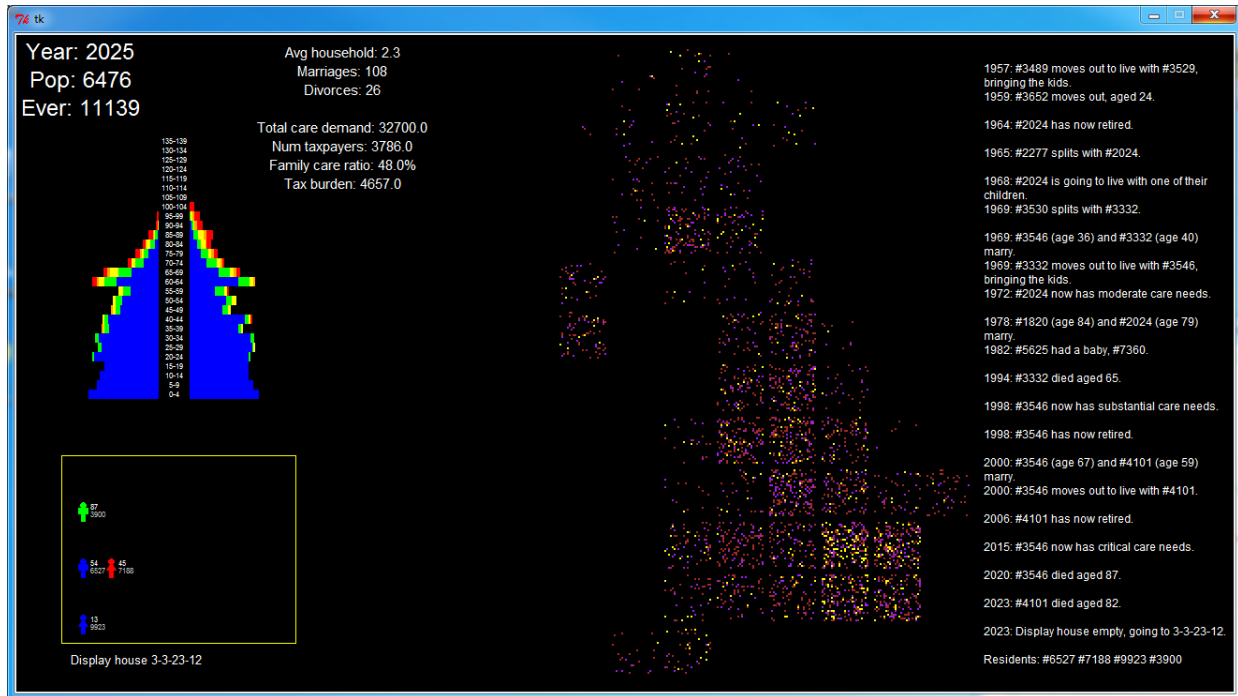 tk
Year: 2025
Pop: 6476
Ever: 11139
Avg household: 2.3
Marriages: 108
Divorces: 26
Total care demand: 32700.0
Num taxpayers: 3786.0
Family care ratio: 48.0%
Tax burden: 4657.0
135-139
130-134
125-129
120-124
115-119
110-114
105-109
100-104
95-99
90-94
85-89
80-84
75-79
70-74
65-69
60-64
55-59
50-54
45-49
40-44
35-39
30-34
25-29
20-24
15-19
10-14
5-9
0-4
87
3900
54
6527
45
7188
13
9923
Display house 3-3-23-12
1957: #3489 moves out to live with #3529,
bringing the kids.
1959: #3652 moves out, aged 24.
1964: #2024 has now retired.
1965: #2277 splits with #2024.
1968: #2024 is going to live with one of their
children.
1969: #3530 splits with #3332.
1969: #3546 (age 36) and #3332 (age 40)
marry.
1969: #3332 moves out to live with #3546,
bringing the kids.
1972: #2024 now has moderate care needs.
1978: #1820 (age 84) and #2024 (age 79)
marry.
1982: #5625 had a baby, #7360.
1994: #3332 died aged 65.
1998: #3546 now has substantial care needs.
1998: #3546 has now retired.
2000: #3546 (age 67) and #4101 (age 59)
marry.
2000: #3546 moves out to live with #4101.
2006: #4101 has now retired.
2015: #3546 now has critical care needs.
2020: #3546 died aged 87.
2023: #4101 died aged 82.
2023: Display house empty, going to 3-3-23-12.
Residents: #6527 #7188 #9923 #3900